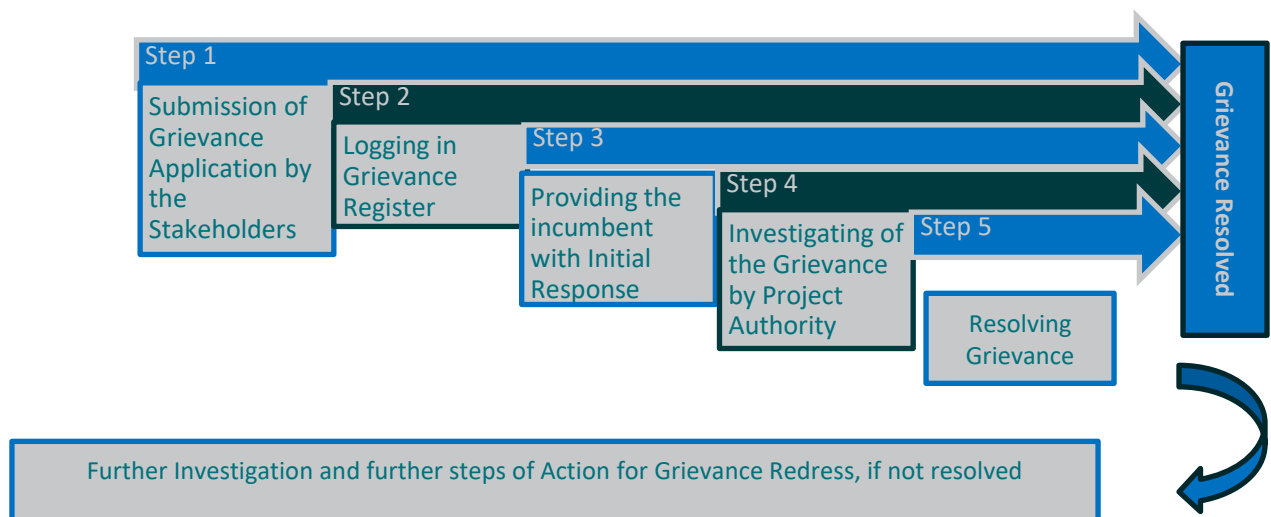 Step 1
Submission of
Grievance
Application by
the
Stakeholders
Step 2
Logging in
Grievance
Register
Step 3
Providing the
incumbent
with Initial
Response
Step 4
Investigating of
the Grievance
by Project
Authority
Step 5
Resolving
Grievance
Grievance Resolved
Further Investigation and further steps of Action for Grievance Redress, if not resolved